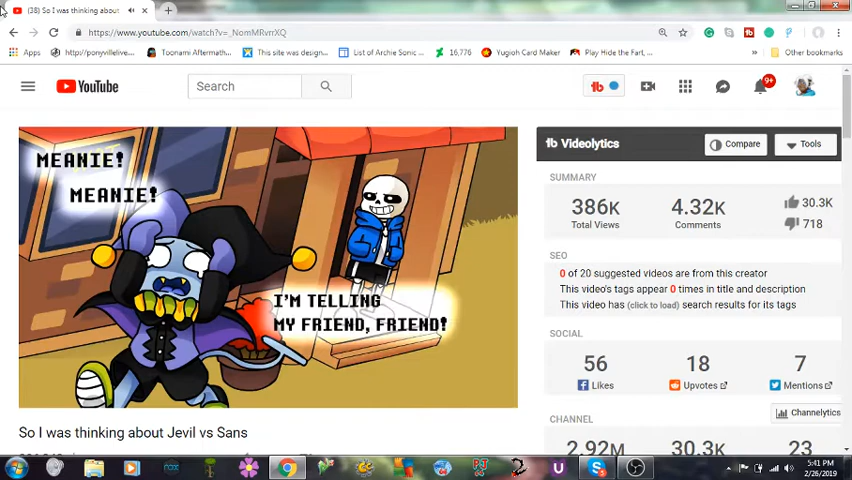 (38) So I was thinking about
https://www.youtube.com/watch?v=_NomMRvrrXQ
Apps
http://ponyvillelive...
Toonami Aftermath...
This site was design...
List of Archie Sonic ...
16,776
Yugioh Card Maker
Play Hide the Fart, ...
Other bookmarks
YouTube
Search
9+
MEANIE!
MEANIE!
I'M TELLING
MY FRIEND, FRIEND!
So I was thinking about Jevil vs Sans
Videolytics
Compare
Tools
SUMMARY
386K
Total Views
4.32K
Comments
30.3K
718
SEO
0 of 20 suggested videos are from this creator
This video's tags appear 0 times in title and description
This video has (click to load) search results for its tags
SOCIAL
56
Likes
18
Upvotes
7
Mentions
CHANNEL
Channelytics
2.92M
30.3K
23
5:41 PM
2/26/2019